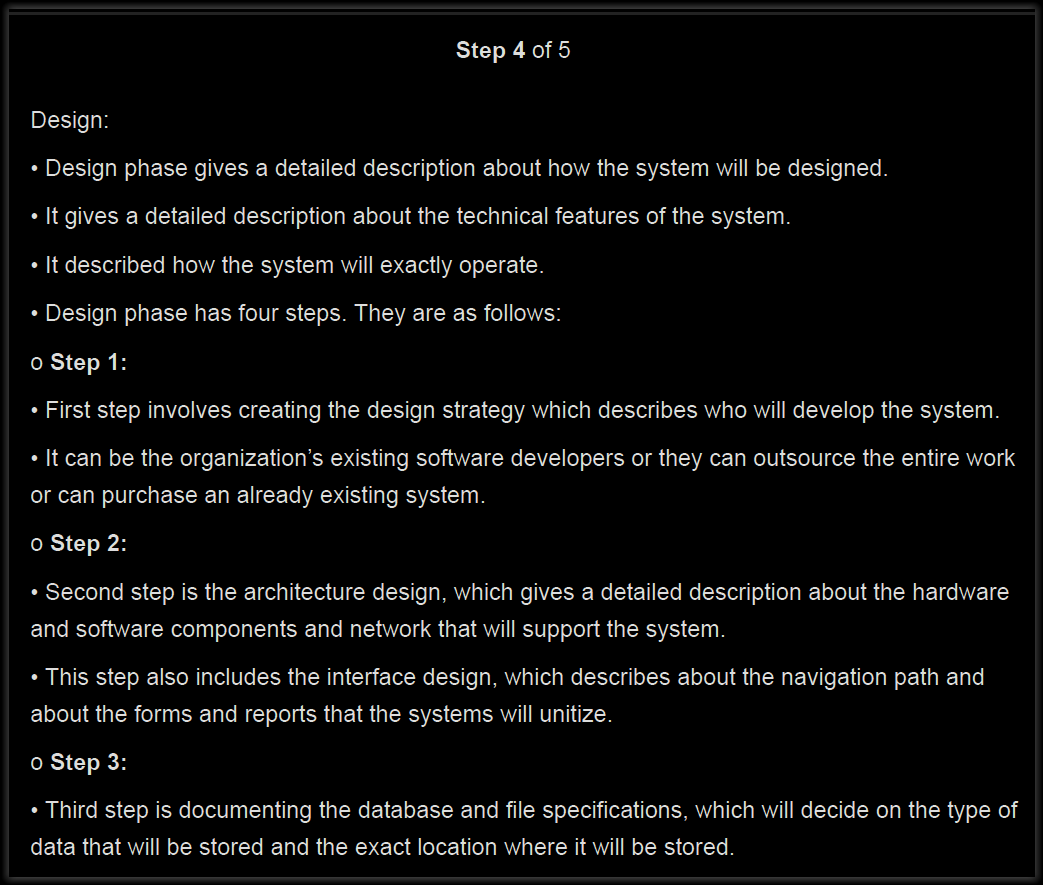 Step 4 of 5
Design:
• Design phase gives a detailed description about how the system will be designed.
• It gives a detailed description about the technical features of the system.
• It described how the system will exactly operate.
• Design phase has four steps. They are as follows:
o Step 1:
• First step involves creating the design strategy which describes who will develop the system.
• It can be the organization’s existing software developers or they can outsource the entire work
or can purchase an already existing system.
o Step 2:
• Second step is the architecture design, which gives a detailed description about the hardware
and software components and network that will support the system.
• This step also includes the interface design, which describes about the navigation path and
about the forms and reports that the systems will unitize.
o Step 3:
• Third step is documenting the database and file specifications, which will decide on the type of
data that will be stored and the exact location where it will be stored.